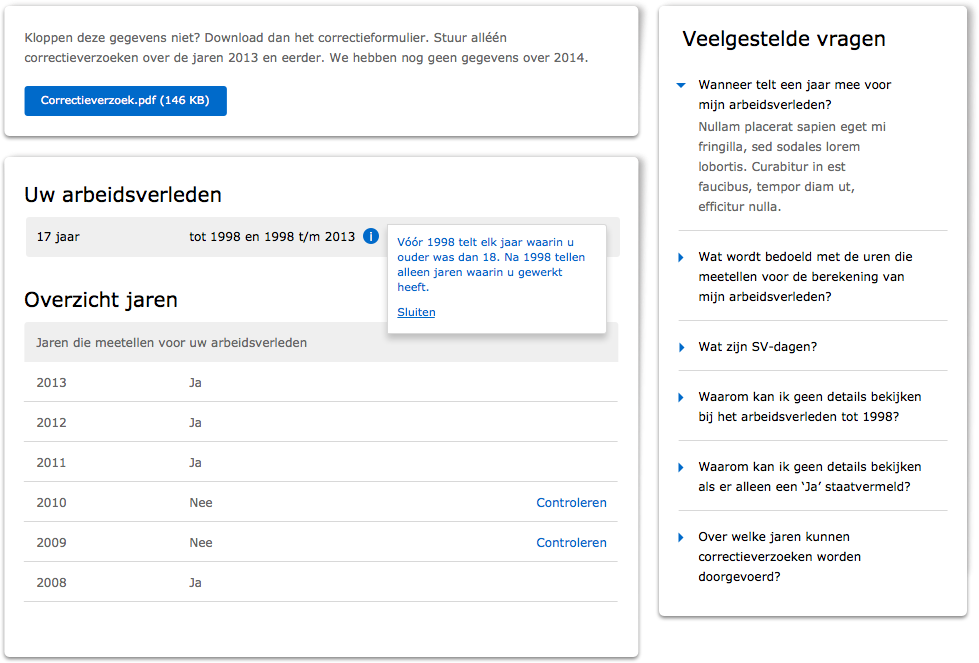 Kloppen deze gegevens niet? Download dan het correctieformulier. Stuur alléén
correctieverzoeken over de jaren 2013 en eerder. We hebben nog geen gegevens over 2014.
Correctieverzoek.pdf (146 KB)
Uw arbeidsverleden
17 jaar tot 1998 en 1998 t/m 2013 i
Vóór 1998 telt elk jaar waarin u
ouder was dan 18. Na 1998 tellen
alleen jaren waarin u gewerkt
heeft.
Sluiten
Overzicht jaren
Jaren die meetellen voor uw arbeidsverleden
2013 Ja
2012 Ja
2011 Ja
2010 Nee Controleren
2009 Nee Controleren
2008 Ja
Veelgestelde vragen
Wanneer telt een jaar mee voor
mijn arbeidsverleden?
Nullam placerat sapien eget mi
fringilla, sed sodales lorem
lobortis. Curabitur in est
faucibus, tempor diam ut,
efficitur nulla.
Wat wordt bedoeld met de uren die
meetellen voor de berekening van
mijn arbeidsverleden?
Wat zijn SV-dagen?
Waarom kan ik geen details bekijken
bij het arbeidsverleden tot 1998?
Waarom kan ik geen details bekijken
als er alleen een ‘Ja’ staatvermeld?
Over welke jaren kunnen
correctieverzoeken worden
doorgevoerd?